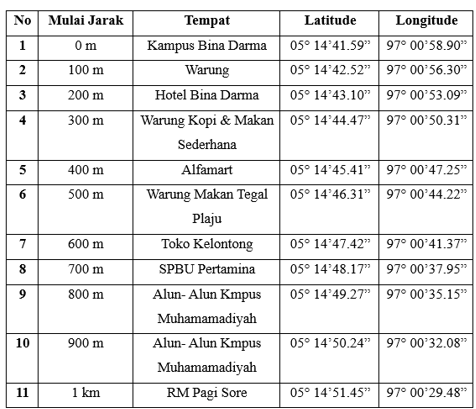 No Mulai Jarak Tempat Latitude Longitude
1 0 m Kampus Bina Darma 05° 14’41.59” 97° 00’58.90”
2 100 m Warung 05° 14’42.52” 97° 00’56.30”
3 200 m Hotel Bina Darma 05° 14’43.10” 97° 00’53.09”
4 300 m Warung Kopi & Makan 05° 14’44.47” 97° 00’50.31”
Sederhana
5 400 m Alfamart 05° 14’45.41” 97° 00’47.25”
6 500 m Warung Makan Tegal 05° 14’46.31” 97° 00’44.22”
Plaju
7 600 m Toko Kelontong 05° 14’47.42” 97° 00’41.37”
8 700 m SPBU Pertamina 05° 14’48.17” 97° 00’37.95”
9 800 m Alun- Alun Kmpus 05° 14’49.27” 97° 00’35.15”
Muhamamadiyah
10 900 m Alun- Alun Kmpus 05° 14’50.24” 97° 00’32.08”
Muhamamadiyah
11 1 km RM Pagi Sore 05° 14’51.45” 97° 00’29.48”